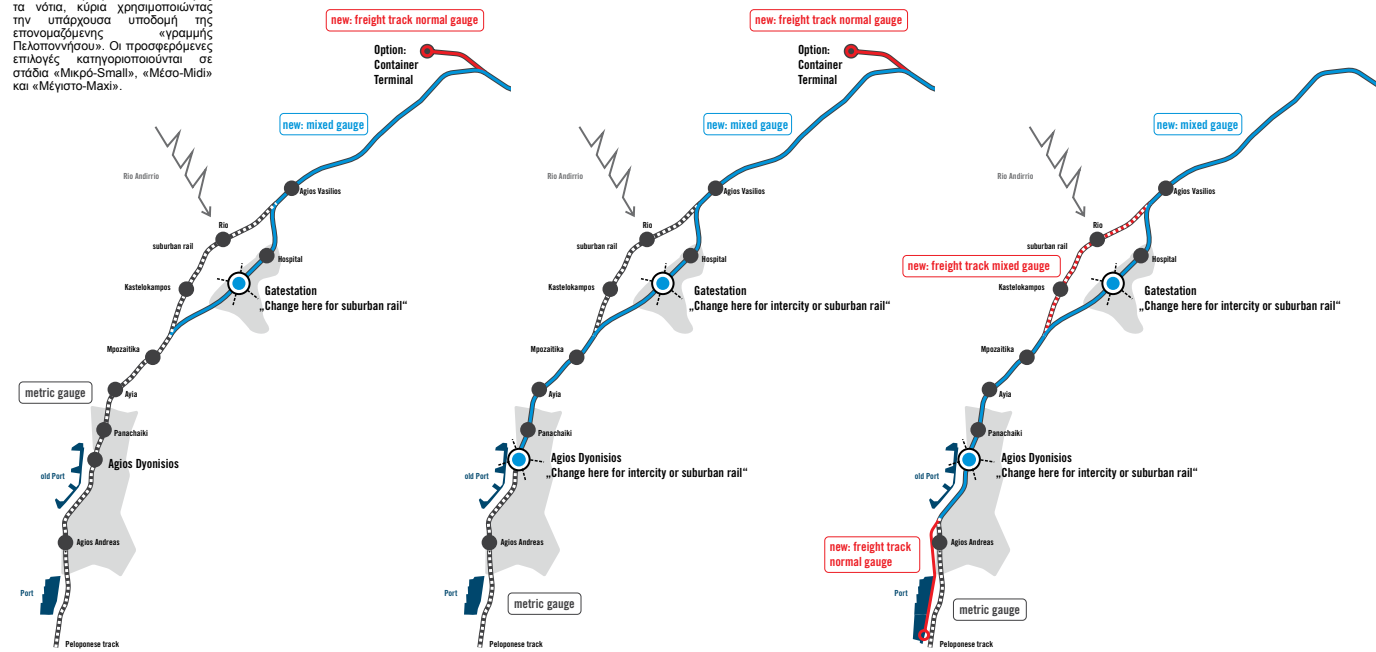 τα νότια, κύρια χρησιμοποιώντας
την υπάρχουσα υποδομή της
επονομαζόμενης «γραμμής
Πελοποννήσου». Οι προσφερόμενες
επιλογές κατηγοριοποιούνται σε
στάδια «Μικρό-Small», «Μέσο-Midi»
και «Μέγιστο-Maxi».
new: freight track normal gauge
Option:
Container
Terminal
new: mixed gauge
Rio Andirrio
Agios Vasilios
Rio
suburban rail
Hospital
Kastelokampos
Gatestation
„Change here for suburban rail“
Mpozaitika
metric gauge
Ayia
Panachaiki
Agios Dyonisios
old Port
Agios Andreas
Port
Peloponese track
new: freight track normal gauge
Option:
Container
Terminal
new: mixed gauge
Rio Andirrio
Agios Vasilios
Rio
suburban rail
Hospital
Kastelokampos
Gatestation
„Change here for intercity or suburban rail“
Mpozaitika
Ayia
Panachaiki
Agios Dyonisios
„Change here for intercity or suburban rail“
old Port
Agios Andreas
Port
metric gauge
Peloponese track
new: mixed gauge
Rio Andirrio
Agios Vasilios
Rio
suburban rail
Hospital
new: freight track mixed gauge
Kastelokampos
Gatestation
„Change here for intercity or suburban rail“
Mpozaitika
Ayia
Panachaiki
Agios Dyonisios
„Change here for intercity or suburban rail“
old Port
new: freight track
normal gauge
Agios Andreas
Port
metric gauge
Peloponese track